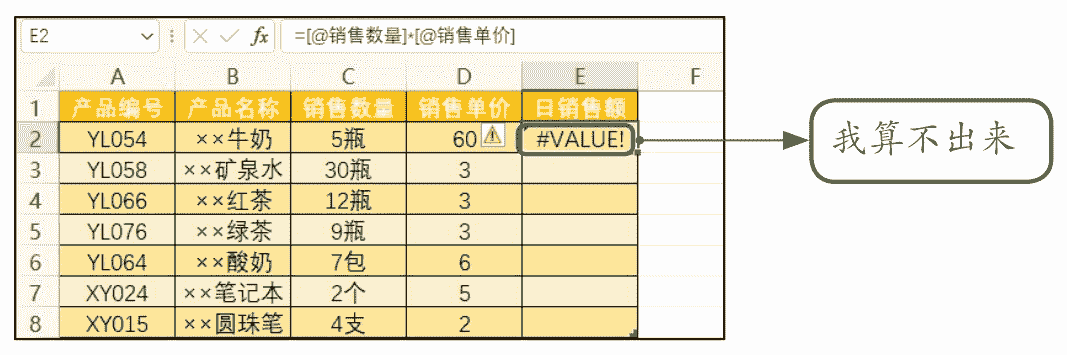 E2 fx =[@销售数量]*[@销售单价]
A B C D E F
1 产品编号 产品名称 销售数量 销售单价 日销售额
2 YL054 ××牛奶 5瓶 60 #VALUE! 我算不出来
3 YL058 ××矿泉水 30瓶 3
4 YL066 ××红茶 12瓶 3
5 YL076 ××绿茶 9瓶 3
6 YL064 ××酸奶 7包 6
7 XY024 ××笔记本 2个 5
8 XY015 ××圆珠笔 4支 2